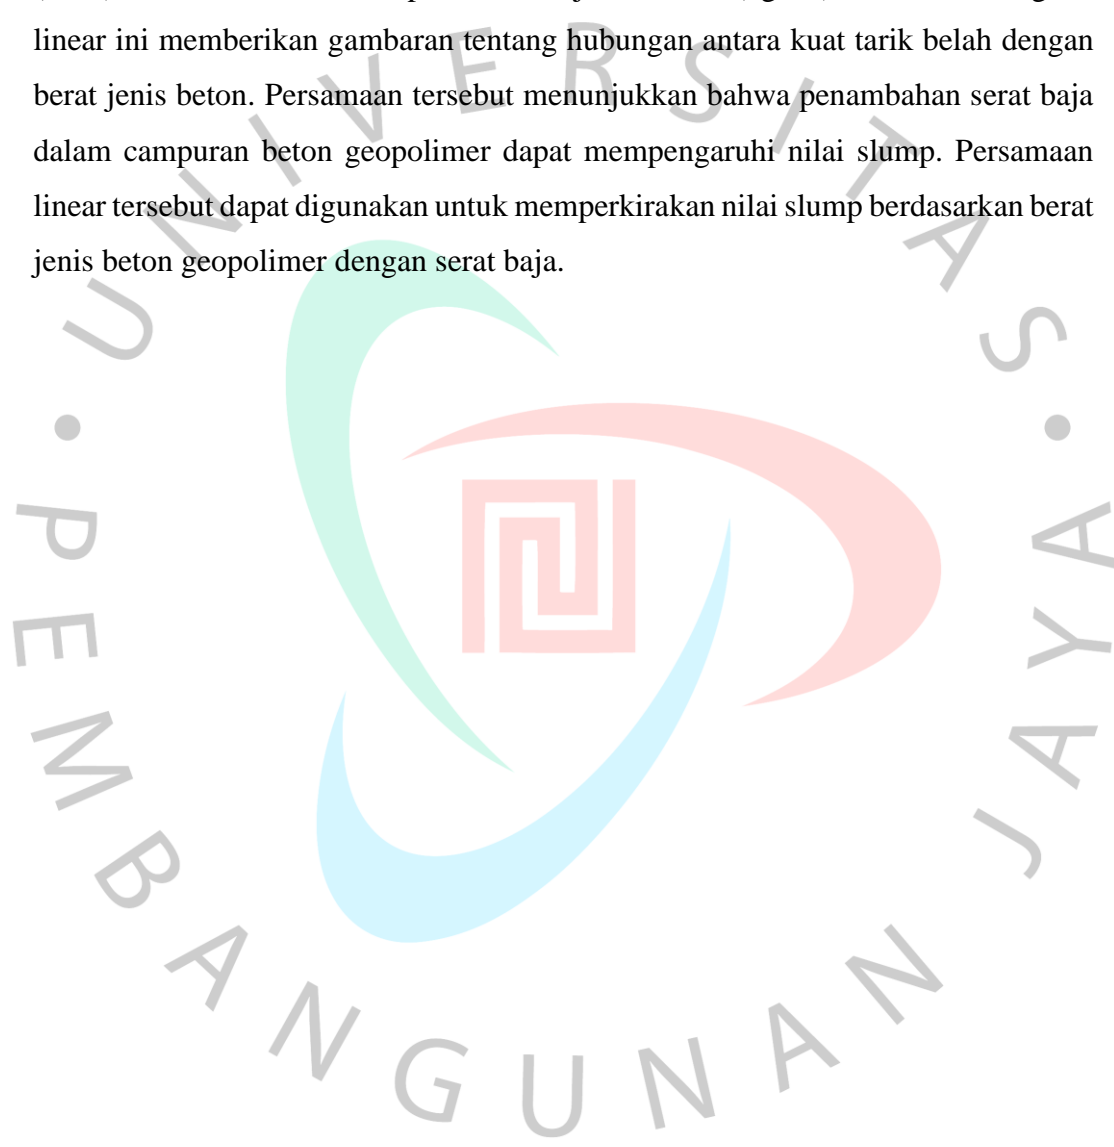 linear ini memberikan gambaran tentang hubungan antara kuat tarik belah dengan
berat jenis beton. Persamaan tersebut menunjukkan bahwa penambahan serat baja
dalam campuran beton geopolimer dapat mempengaruhi nilai slump. Persamaan
linear tersebut dapat digunakan untuk memperkirakan nilai slump berdasarkan berat
jenis beton geopolimer dengan serat baja.
UNIVERSITAS • PEMBANGUNAN JAYA •